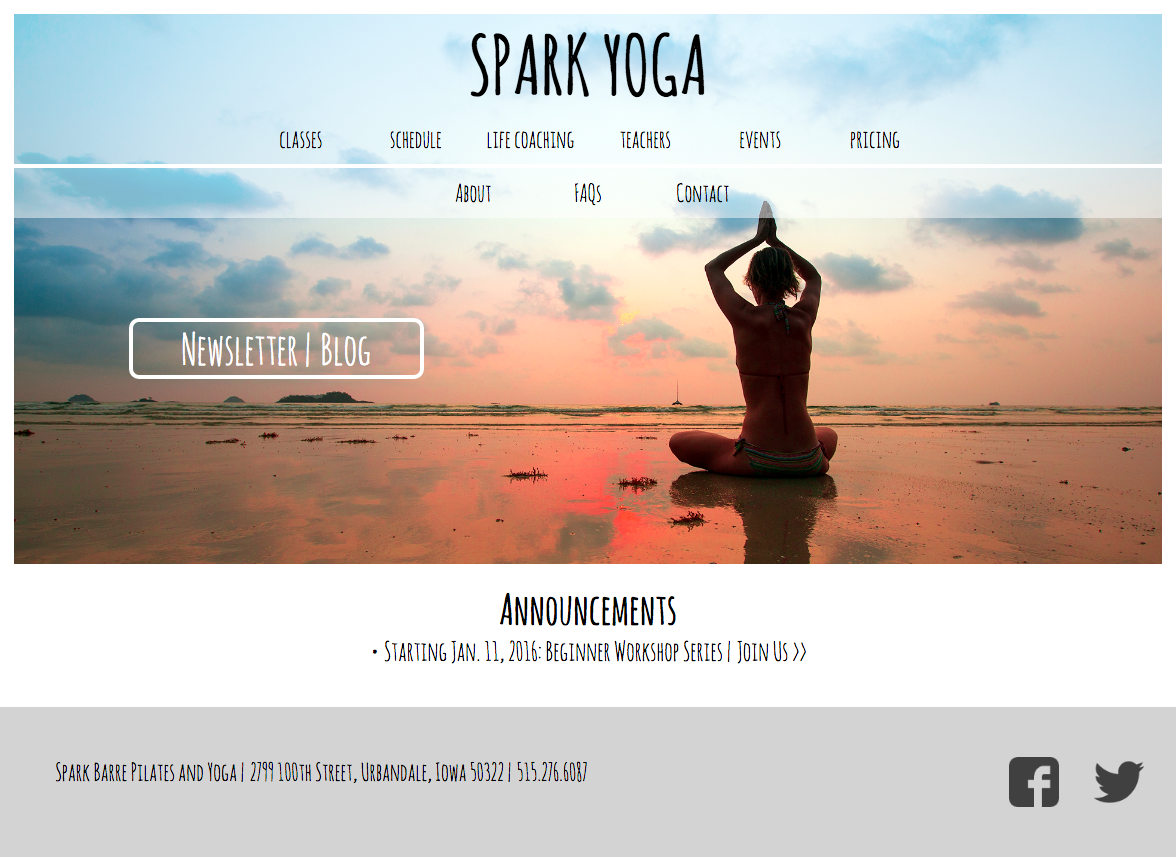 SPARK YOGA
CLASSES SCHEDULE LIFE COACHING TEACHERS EVENTS PRICING
About FAQs Contact
Newsletter | Blog
Announcements
• Starting Jan. 11, 2016: Beginner Workshop Series | Join Us >>
Spark Barre Pilates and Yoga | 2799 100th Street, Urbandale, Iowa 50322 | 515.276.6087